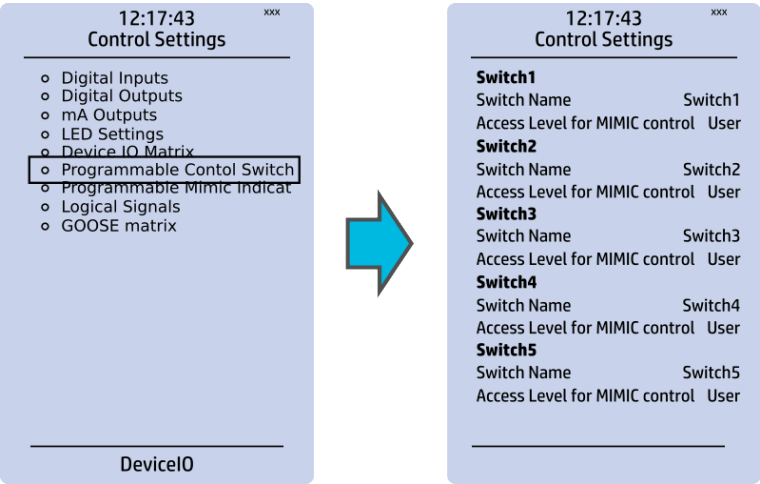 12:17:43 xxx
Control Settings
Digital Inputs
Digital Outputs
mA Outputs
LED Settings
Device IO Matrix
Programmable Contol Switch
Programmable Mimic Indicat
Logical Signals
GOOSE matrix
DeviceIO
12:17:43 xxx
Control Settings
Switch1
Switch Name Switch1
Access Level for MIMIC control User
Switch2
Switch Name Switch2
Access Level for MIMIC control User
Switch3
Switch Name Switch3
Access Level for MIMIC control User
Switch4
Switch Name Switch4
Access Level for MIMIC control User
Switch5
Switch Name Switch5
Access Level for MIMIC control User